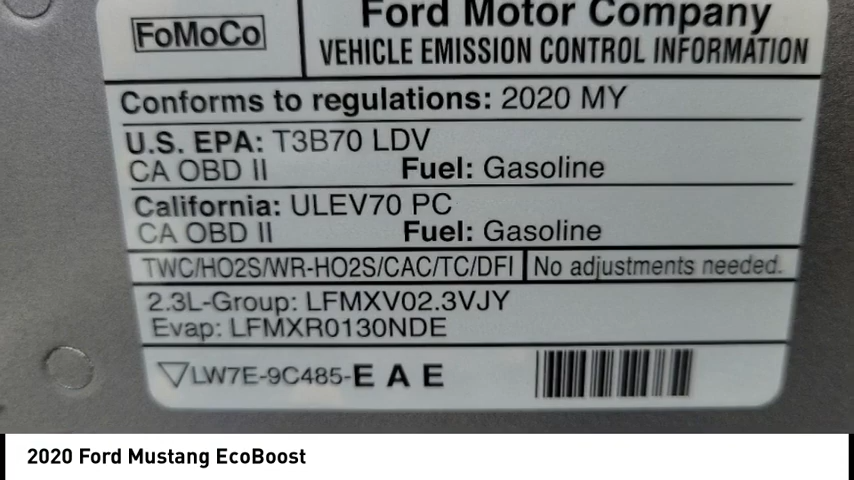 FoMoCo
Ford Motor Company
VEHICLE EMISSION CONTROL INFORMATION
Conforms to regulations: 2020 MY
U.S. EPA: T3B70 LDV
CA OBD II Fuel: Gasoline
California: ULEV70 PC
CA OBD II Fuel: Gasoline
TWC/HO2S/WR-HO2S/CAC/TC/DFI No adjustments needed.
2.3L-Group: LFMXV02.3VJY
Evap: LFMXR0130NDE
LW7E-9C485-E A E
2020 Ford Mustang EcoBoost